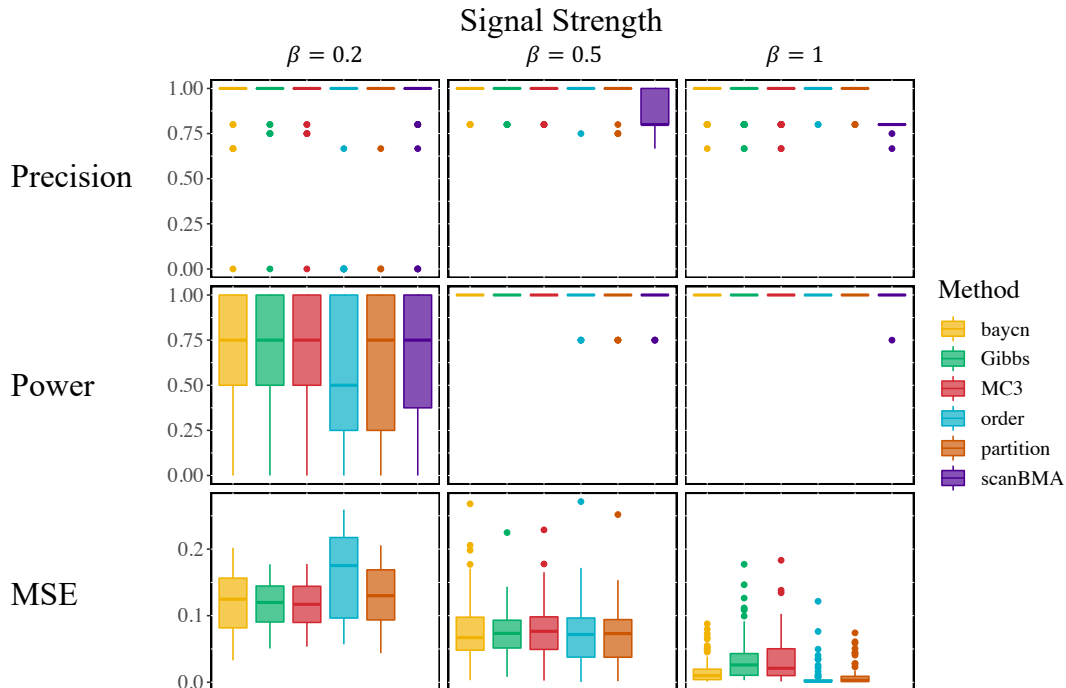 Signal Strength
β = 0.2
β = 0.5
β = 1
Precision
1.00
0.75
0.50
0.25
0.00
Power
1.00
0.75
0.50
0.25
0.00
MSE
0.2
0.1
0.0
Method
baycn
Gibbs
MC3
order
partition
scanBMA